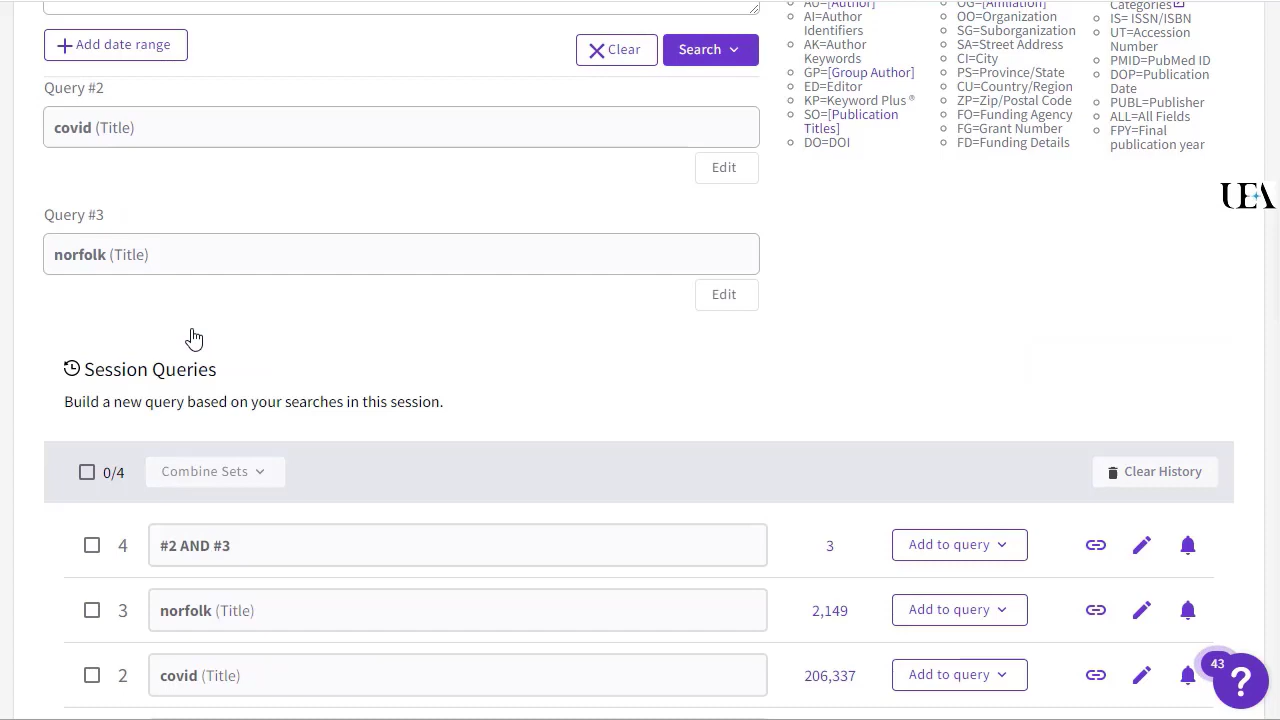 Add date range
Clear
Search
Query #2
covid (Title)
Edit
Query #3
norfolk (Title)
Edit
AU=[Author]
AI=Author
Identifiers
AK=Author
Keywords
GP=[Group Author]
ED=Editor
KP=Keyword Plus ®
SO=[Publication
Titles]
DO=DOI
OG=[Affiliation]
OO=Organization
SG=Suborganization
SA=Street Address
CI=City
PS=Province/State
CU=Country/Region
ZP=Zip/Postal Code
FO=Funding Agency
FG=Grant Number
FD=Funding Details
Categories
IS= ISSN/ISBN
UT=Accession
Number
PMID=PubMed ID
DOP=Publication
Date
PUBL=Publisher
ALL=All Fields
FPY=Final
publication year
UEA
Session Queries
Build a new query based on your searches in this session.
0/4
Combine Sets
Clear History
4 #2 AND #3 3 Add to query
3 norfolk (Title) 2,149 Add to query
2 covid (Title) 206,337 Add to query
43
?